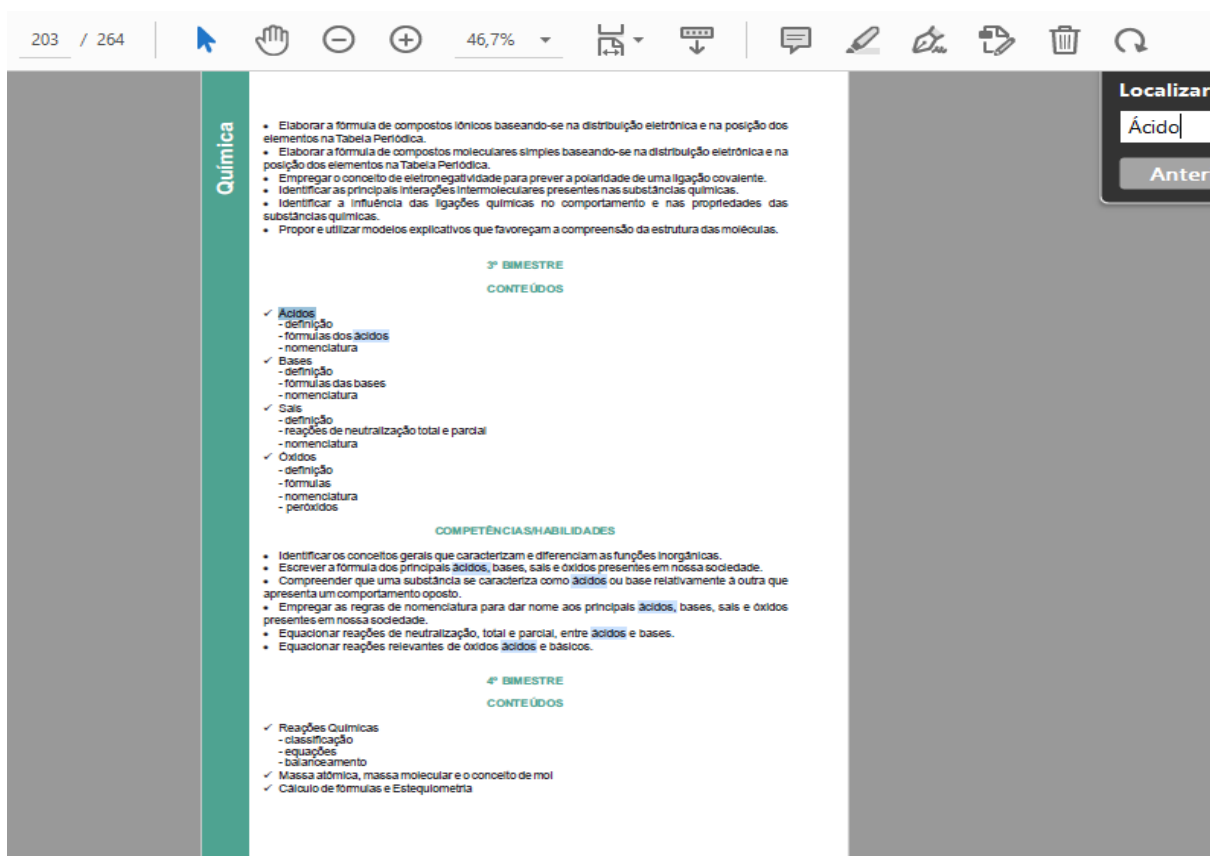 203 / 264
46,7%
Localizar
Ácido
Anter
Química
• Elaborar a fórmula de compostos iônicos baseando-se na distribuição eletrônica e na posição dos
elementos na Tabela Periódica.
• Elaborar a fórmula de compostos moleculares simples baseando-se na distribuição eletrônica e na
posição dos elementos na Tabela Periódica.
• Empregar o conceito de eletronegatividade para prever a polaridade de uma ligação covalente.
• Identificar as principais interações intermoleculares presentes nas substâncias químicas.
• Identificar a influência das ligações químicas no comportamento e nas propriedades das
substâncias químicas.
• Propor e utilizar modelos explicativos que favoreçam a compreensão da estrutura das moléculas.
3º BIMESTRE
CONTEÚDOS
✓ Ácidos
- definição
- fórmulas dos ácidos
- nomenclatura
✓ Bases
- definição
- fórmulas das bases
- nomenclatura
✓ Sais
- definição
- reações de neutralização total e parcial
- nomenclatura
✓ Óxidos
- definição
- fórmulas
- nomenclatura
- peróxidos
COMPETÊNCIAS/HABILIDADES
• Identificar os conceitos gerais que caracterizam e diferenciam as funções inorgânicas.
• Escrever a fórmula dos principais ácidos, bases, sais e óxidos presentes em nossa sociedade.
• Compreender que uma substância se caracteriza como ácidos ou base relativamente à outra que
apresenta um comportamento oposto.
• Empregar as regras de nomenclatura para dar nome aos principais ácidos, bases, sais e óxidos
presentes em nossa sociedade.
• Equacionar reações de neutralização, total e parcial, entre ácidos e bases.
• Equacionar reações relevantes de óxidos ácidos e básicos.
4º BIMESTRE
CONTEÚDOS
✓ Reações Químicas
- classificação
- equações
- balanceamento
✓ Massa atômica, massa molecular e o conceito de mol
✓ Cálculo de fórmulas e Estequiometria